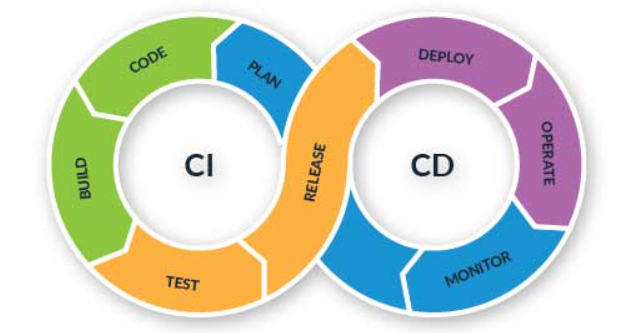 CODE
PLAN
DEPLOY
BUILD
CI
RELEASE
CD
OPERATE
TEST
MONITOR